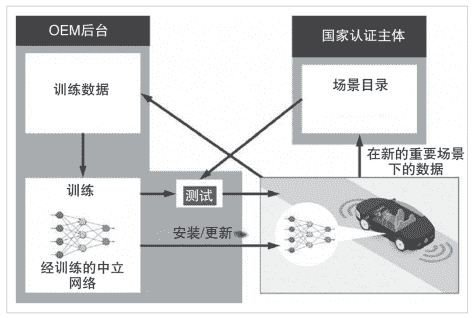 OEM后台
国家认证主体
训练数据
场景目录
在新的重要场景
下的数据
训练
测试
安装/更新
经训练的中立
网络